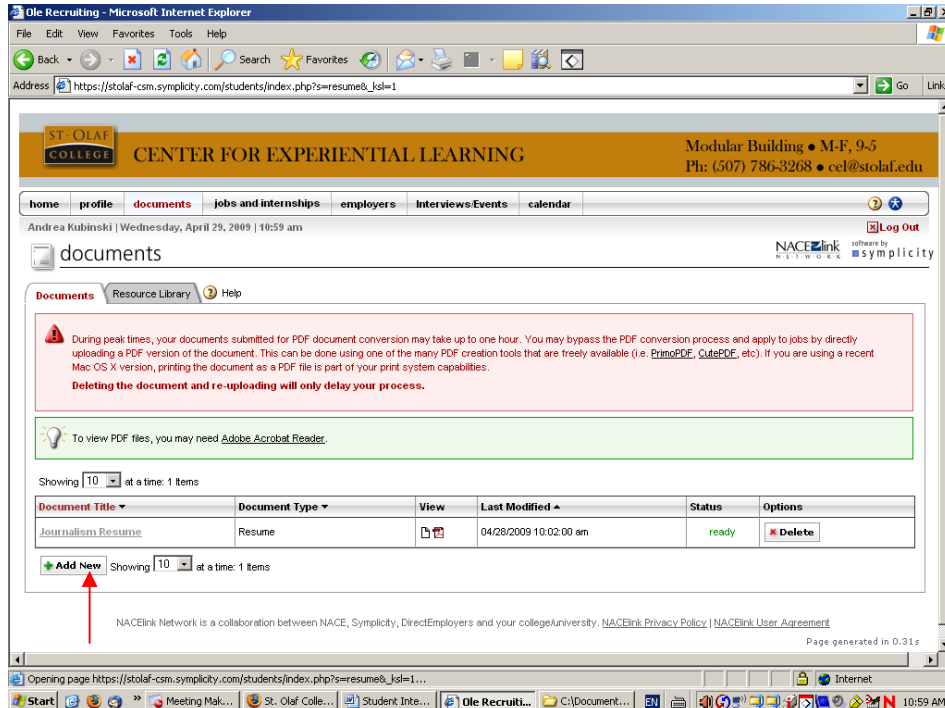 Ole Recruiting - Microsoft Internet Explorer
File Edit View Favorites Tools Help
Back Search Favorites
Address https://stolaf-csm.symplicity.com/students/index.php?s=resume&_ksl=1 Go Link
ST· OLAF
COLLEGE
CENTER FOR EXPERIENTIAL LEARNING
Modular Building ● M-F, 9-5
Ph: (507) 786-3268 ● cel@stolaf.edu
home profile documents jobs and internships employers Interviews/Events calendar
Andrea Kubinski | Wednesday, April 29, 2009 | 10:59 am
Log Out
documents
NACElink
N·E·T·W·O·R·K
software by
symplicity
Documents Resource Library Help
During peak times, your documents submitted for PDF document conversion may take up to one hour. You may bypass the PDF conversion process and apply to jobs by directly
uploading a PDF version of the document. This can be done using one of the many PDF creation tools that are freely available (i.e. PrimoPDF, CutePDF, etc). If you are using a recent
Mac OS X version, printing the document as a PDF file is part of your print system capabilities.
Deleting the document and re-uploading will only delay your process.
To view PDF files, you may need Adobe Acrobat Reader.
Showing 10 at a time: 1 Items
Document Title Document Type View Last Modified Status Options
Journalism Resume Resume 04/28/2009 10:02:00 am ready Delete
Add New Showing 10 at a time: 1 Items
NACElink Network is a collaboration between NACE, Symplicity, DirectEmployers and your college/university. NACElink Privacy Policy | NACElink User Agreement
Page generated in 0.31s
Opening page https://stolaf-csm.symplicity.com/students/index.php?s=resume&_ksl=1... Internet
Start Meeting Mak... St. Olaf Colle... Student Inte... Ole Recruiti... C:\Document... EN 10:59 AM